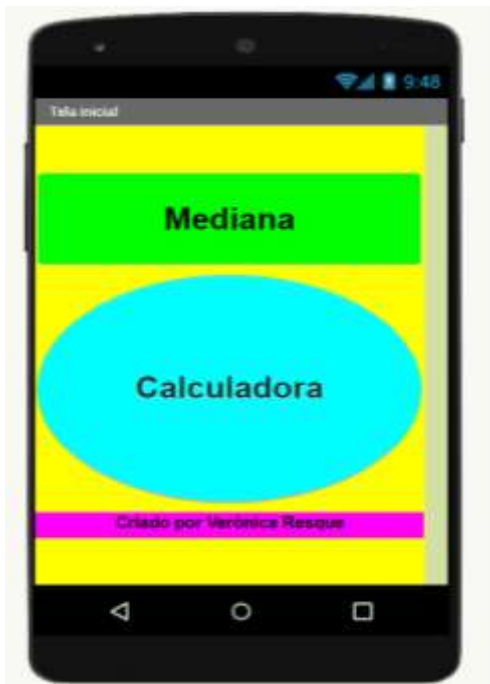 9:48
Tela inicial
Mediana
Calculadora
Criado por Verônica Resque